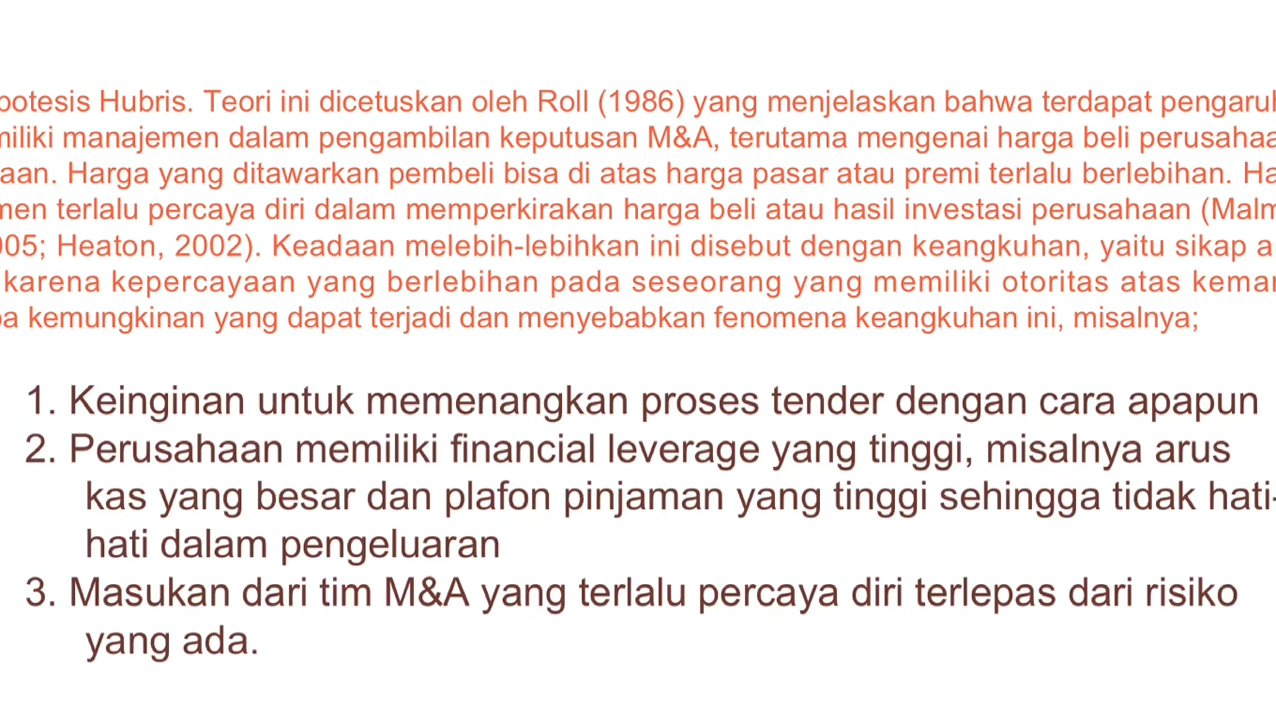 potesis Hubris. Teori ini dicetuskan oleh Roll (1986) yang menjelaskan bahwa terdapat pengaruh
miliki manajemen dalam pengambilan keputusan M&A, terutama mengenai harga beli perusahaa
aan. Harga yang ditawarkan pembeli bisa di atas harga pasar atau premi terlalu berlebihan. Ha
men terlalu percaya diri dalam memperkirakan harga beli atau hasil investasi perusahaan (Malm
005; Heaton, 2002). Keadaan melebih-lebihkan ini disebut dengan keangkuhan, yaitu sikap a
karena kepercayaan yang berlebihan pada seseorang yang memiliki otoritas atas keman
pa kemungkinan yang dapat terjadi dan menyebabkan fenomena keangkuhan ini, misalnya;
1. Keinginan untuk memenangkan proses tender dengan cara apapun
2. Perusahaan memiliki financial leverage yang tinggi, misalnya arus
kas yang besar dan plafon pinjaman yang tinggi sehingga tidak hati-
hati dalam pengeluaran
3. Masukan dari tim M&A yang terlalu percaya diri terlepas dari risiko
yang ada.